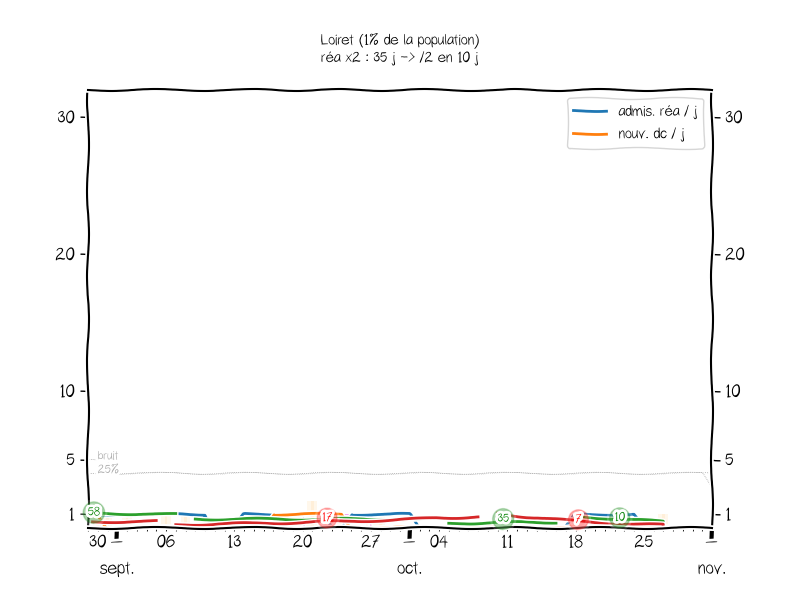 Loiret (1% de la population)
réa x2 : 35 j -> /2 en 10 j
admis. réa / j
nouv. dc / j
30 30
20 20
10 10
5 5
bruit
25%
1 1
58 17 35 7 10
30 06 13 20 27 04 11 18 25
sept. oct. nov.